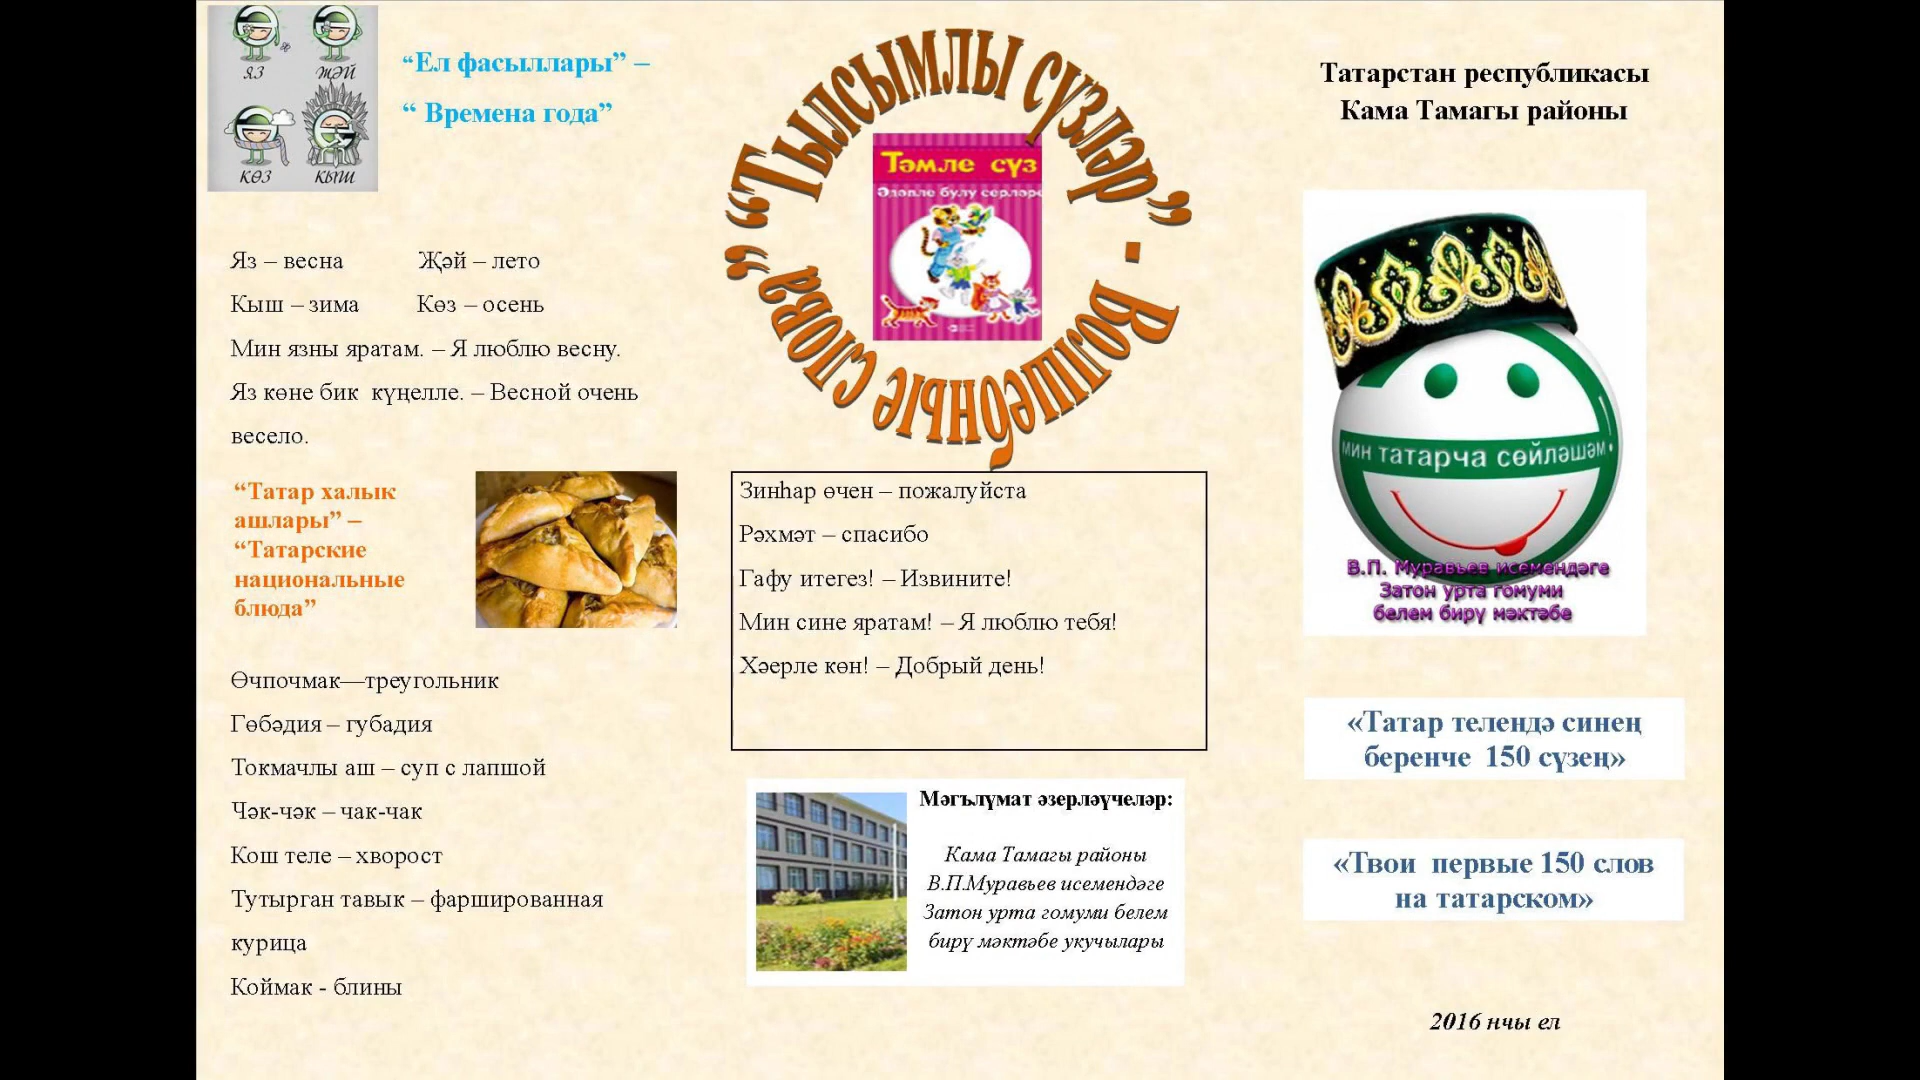 ЯЗ
ҖӘЙ
КӨЗ
КЫШ
“Ел фасыллары” –
“ Времена года”
Яз – весна Җәй – лето
Кыш – зима Көз – осень
Мин язны яратам. – Я люблю весну.
Яз көне бик күңелле. – Весной очень
весело.
“Татар халык
ашлары” –
“Татарские
национальные
блюда”
Өчпочмак—треугольник
Гөбәдия – губадия
Токмачлы аш – суп с лапшой
Чәк-чәк – чак-чак
Кош теле – хворост
Тутырган тавык – фаршированная
курица
Коймак - блины
“Тылсымлы сүзләр” - Волшебные слова”
Тәмле сүз
Әдәпле булу серләре
Зинһар өчен – пожалуйста
Рәхмәт – спасибо
Гафу итегез! – Извините!
Мин сине яратам! – Я люблю тебя!
Хәерле көн! – Добрый день!
Мәгълүмат әзерләүчеләр:
Кама Тамагы районы
В.П.Муравьев исемендәге
Затон урта гомуми белем
бирү мәктәбе укучылары
Татарстан республикасы
Кама Тамагы районы
мин татарча сөйләшәм
В.П. Муравьев исемендәге
Затон урта гомуми
белем бирү мәктәбе
«Татар телендә синең
беренче 150 сүзең»
«Твои первые 150 слов
на татарском»
2016 нчы ел